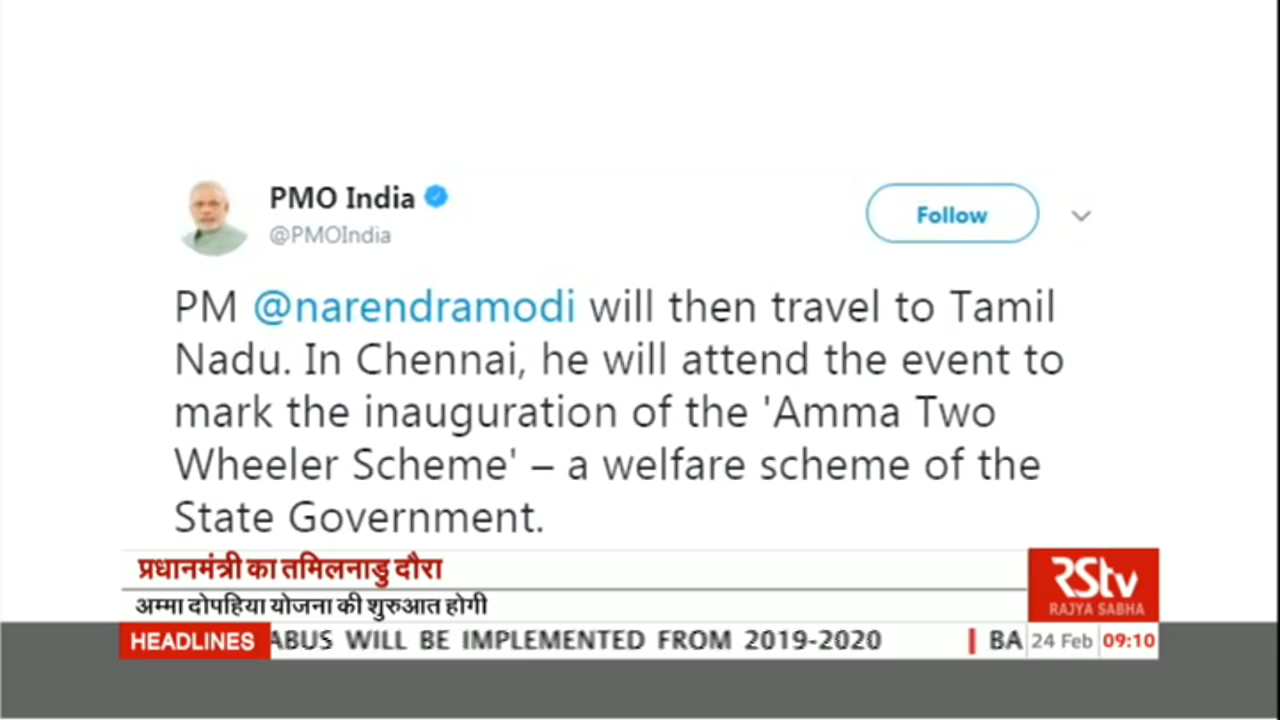 PMO India
@PMOIndia
Follow
PM @narendramodi will then travel to Tamil
Nadu. In Chennai, he will attend the event to
mark the inauguration of the 'Amma Two
Wheeler Scheme' – a welfare scheme of the
State Government.
प्रधानमंत्री का तमिलनाडु दौरा
अम्मा दोपहिया योजना की शुरुआत होगी
RStv
RAJYA SABHA
HEADLINES ABUS WILL BE IMPLEMENTED FROM 2019-2020 | BA 24 Feb 09:10